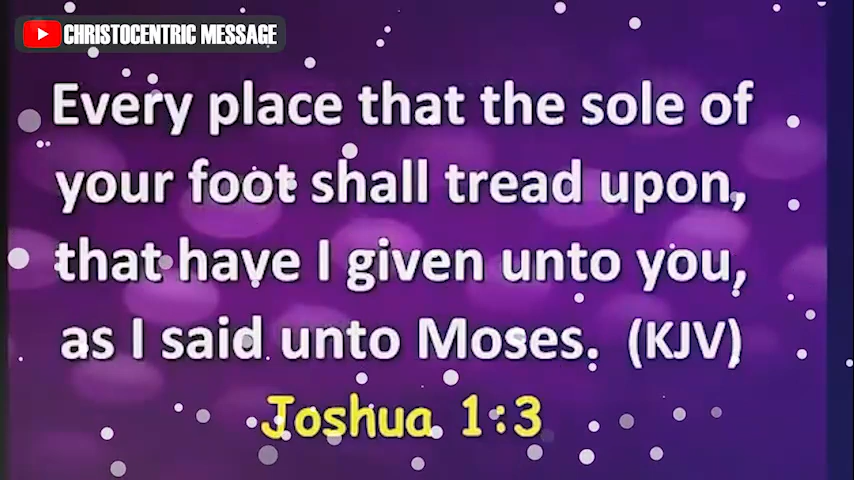 CHRISTOCENTRIC MESSAGE
Every place that the sole of
your foot shall tread upon,
that have I given unto you,
as I said unto Moses. (KJV)
Joshua 1:3